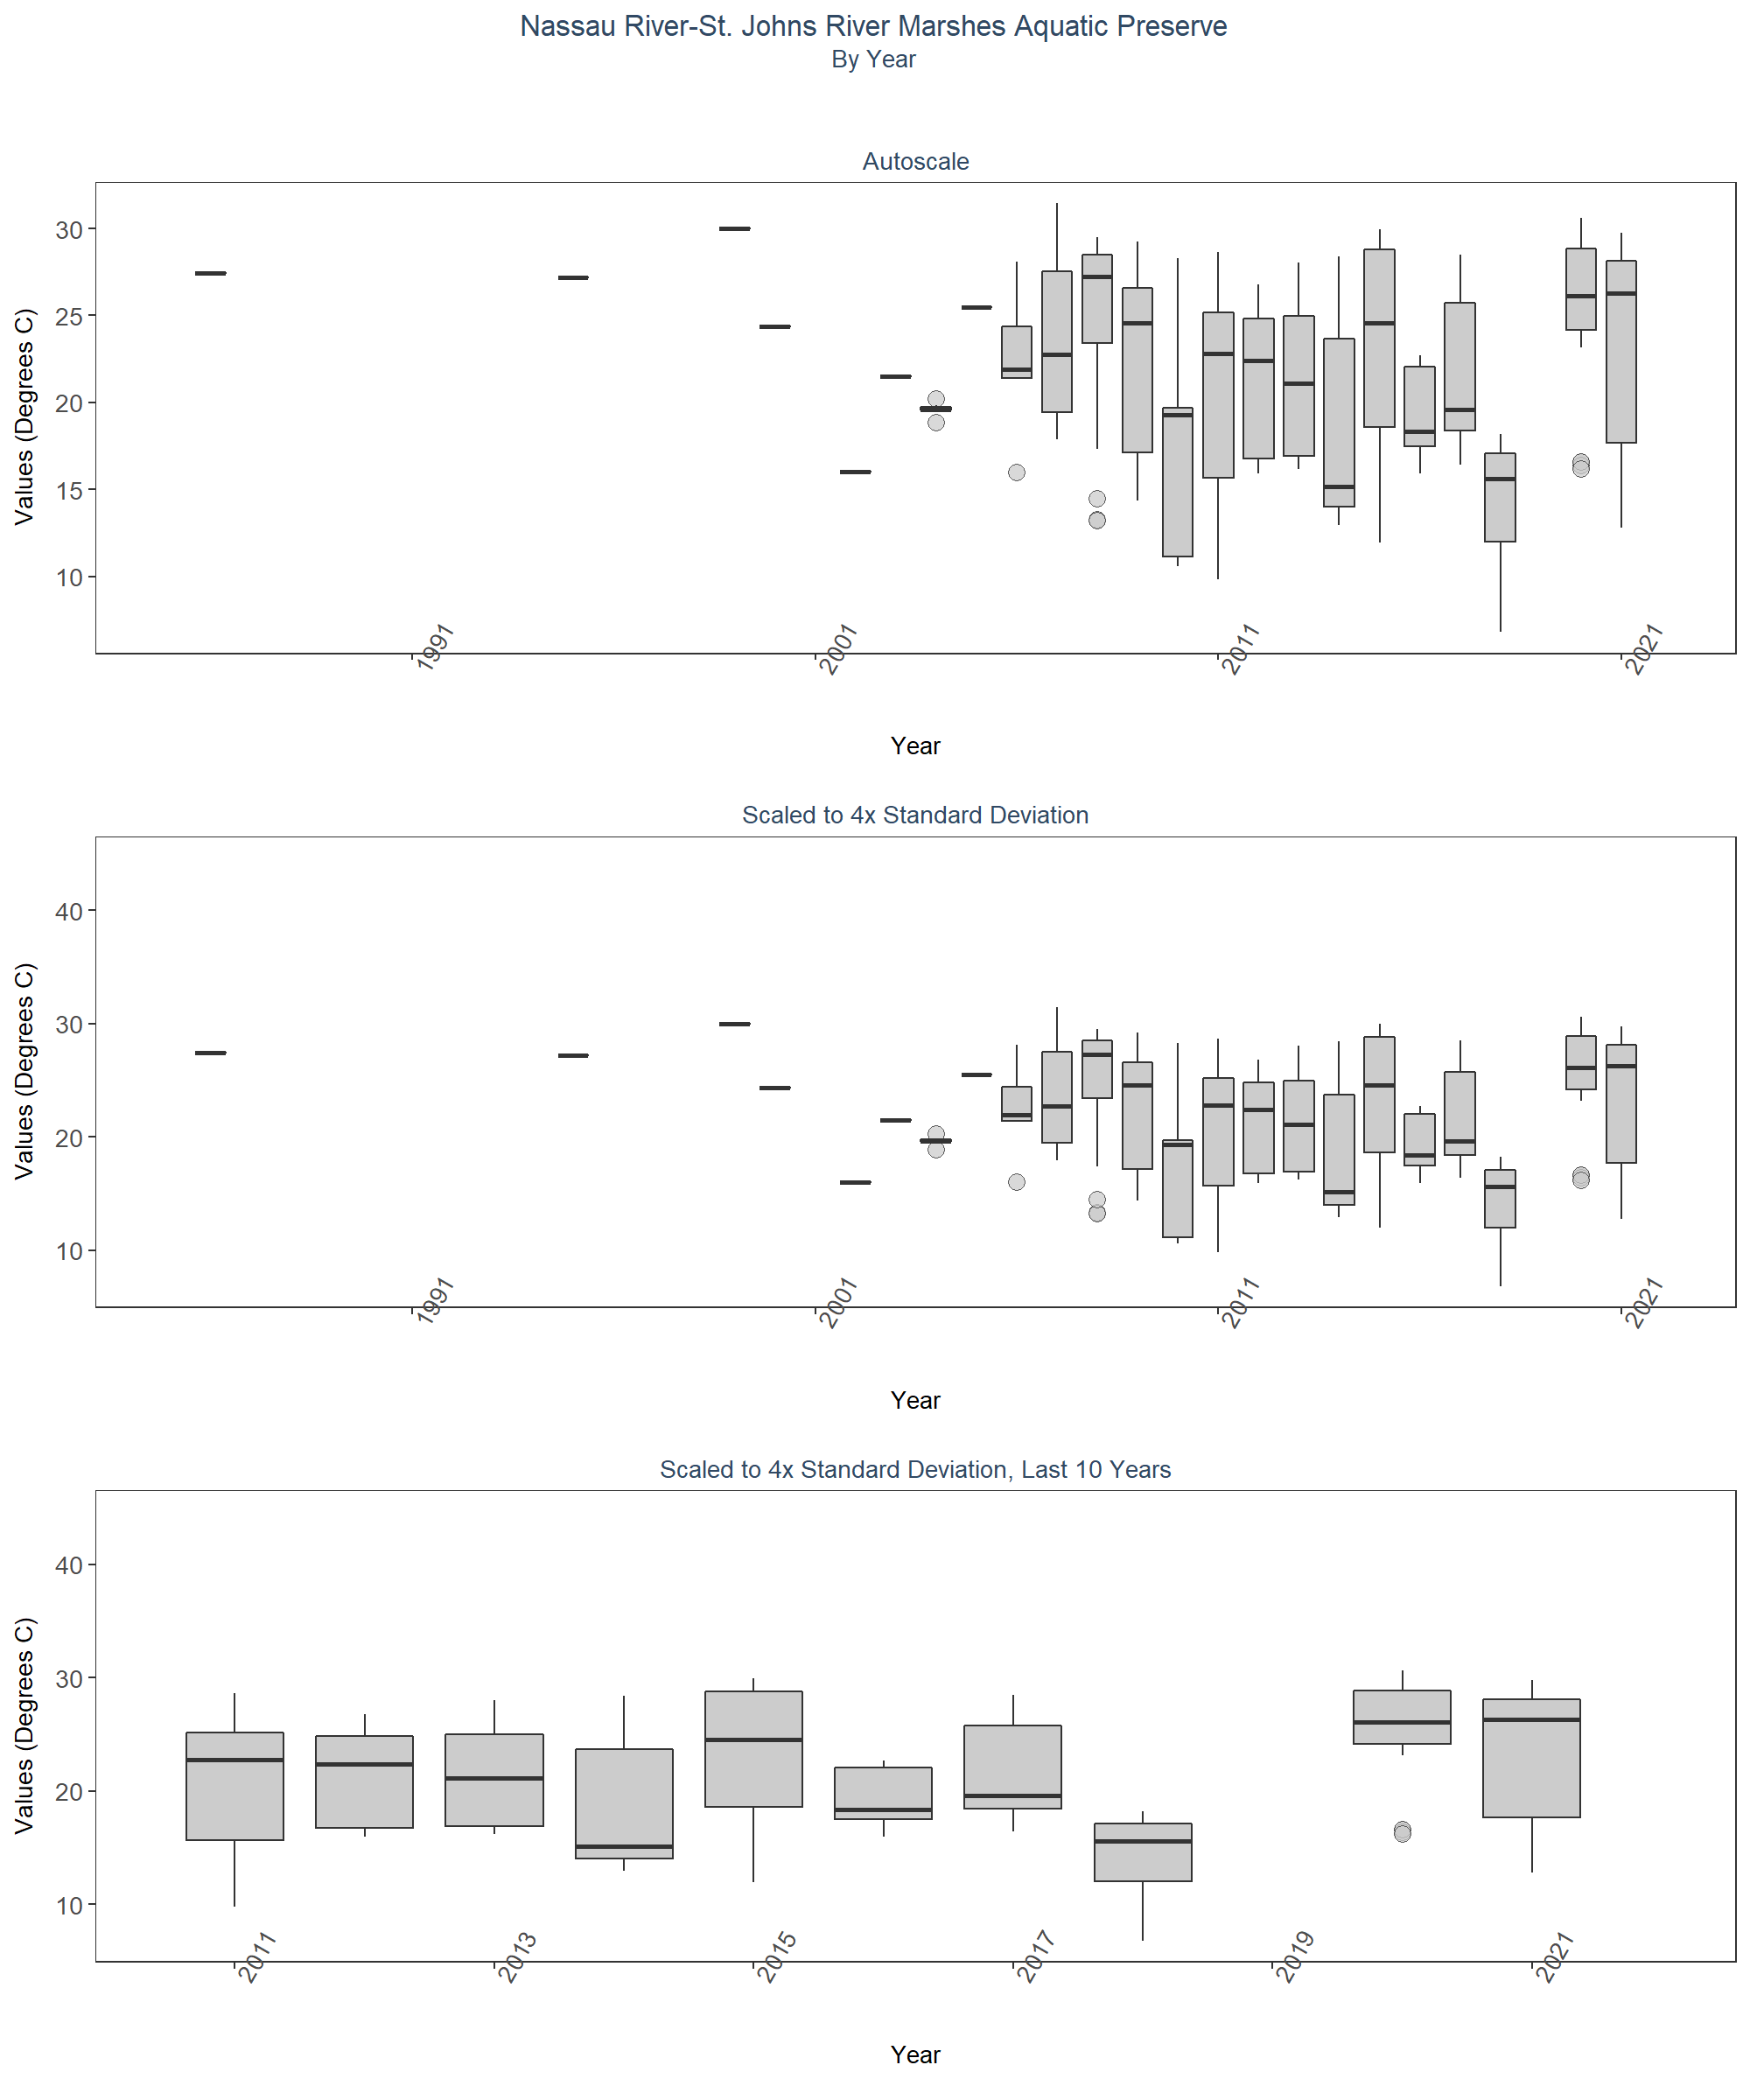 Nassau River-St. Johns River Marshes Aquatic Preserve
By Year
Autoscale
Values (Degrees C)
30
25
20
15
10
1991
2001
2011
2021
Year
Scaled to 4x Standard Deviation
Values (Degrees C)
40
30
20
10
1991
2001
2011
2021
Year
Scaled to 4x Standard Deviation, Last 10 Years
Values (Degrees C)
40
30
20
10
2011
2013
2015
2017
2019
2021
Year